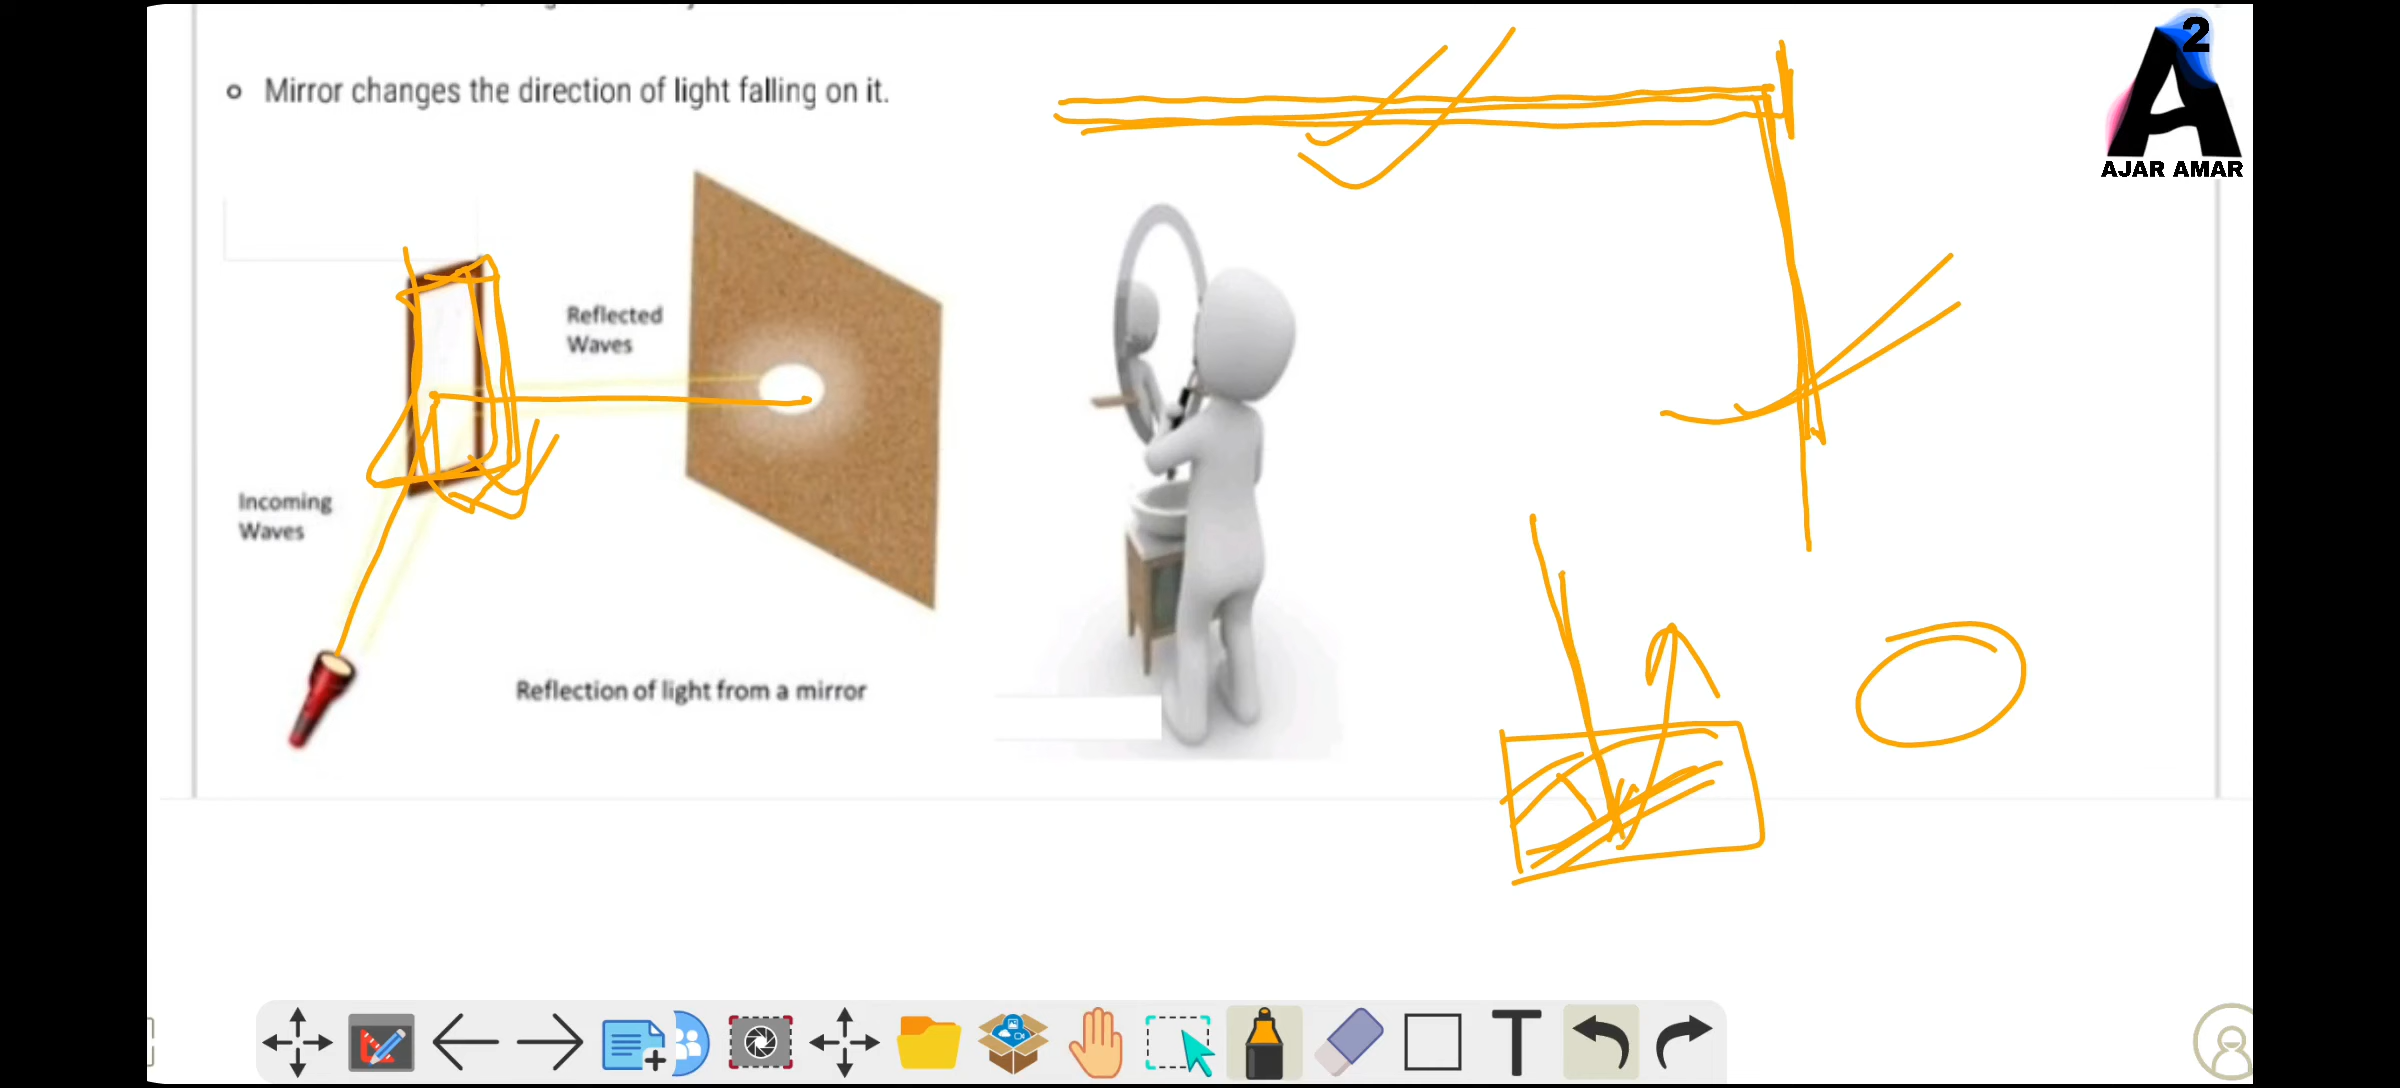 Mirror changes the direction of light falling on it.
2
A
AJAR AMAR
Reflected
Waves
Incoming
Waves
Reflection of light from a mirror
T